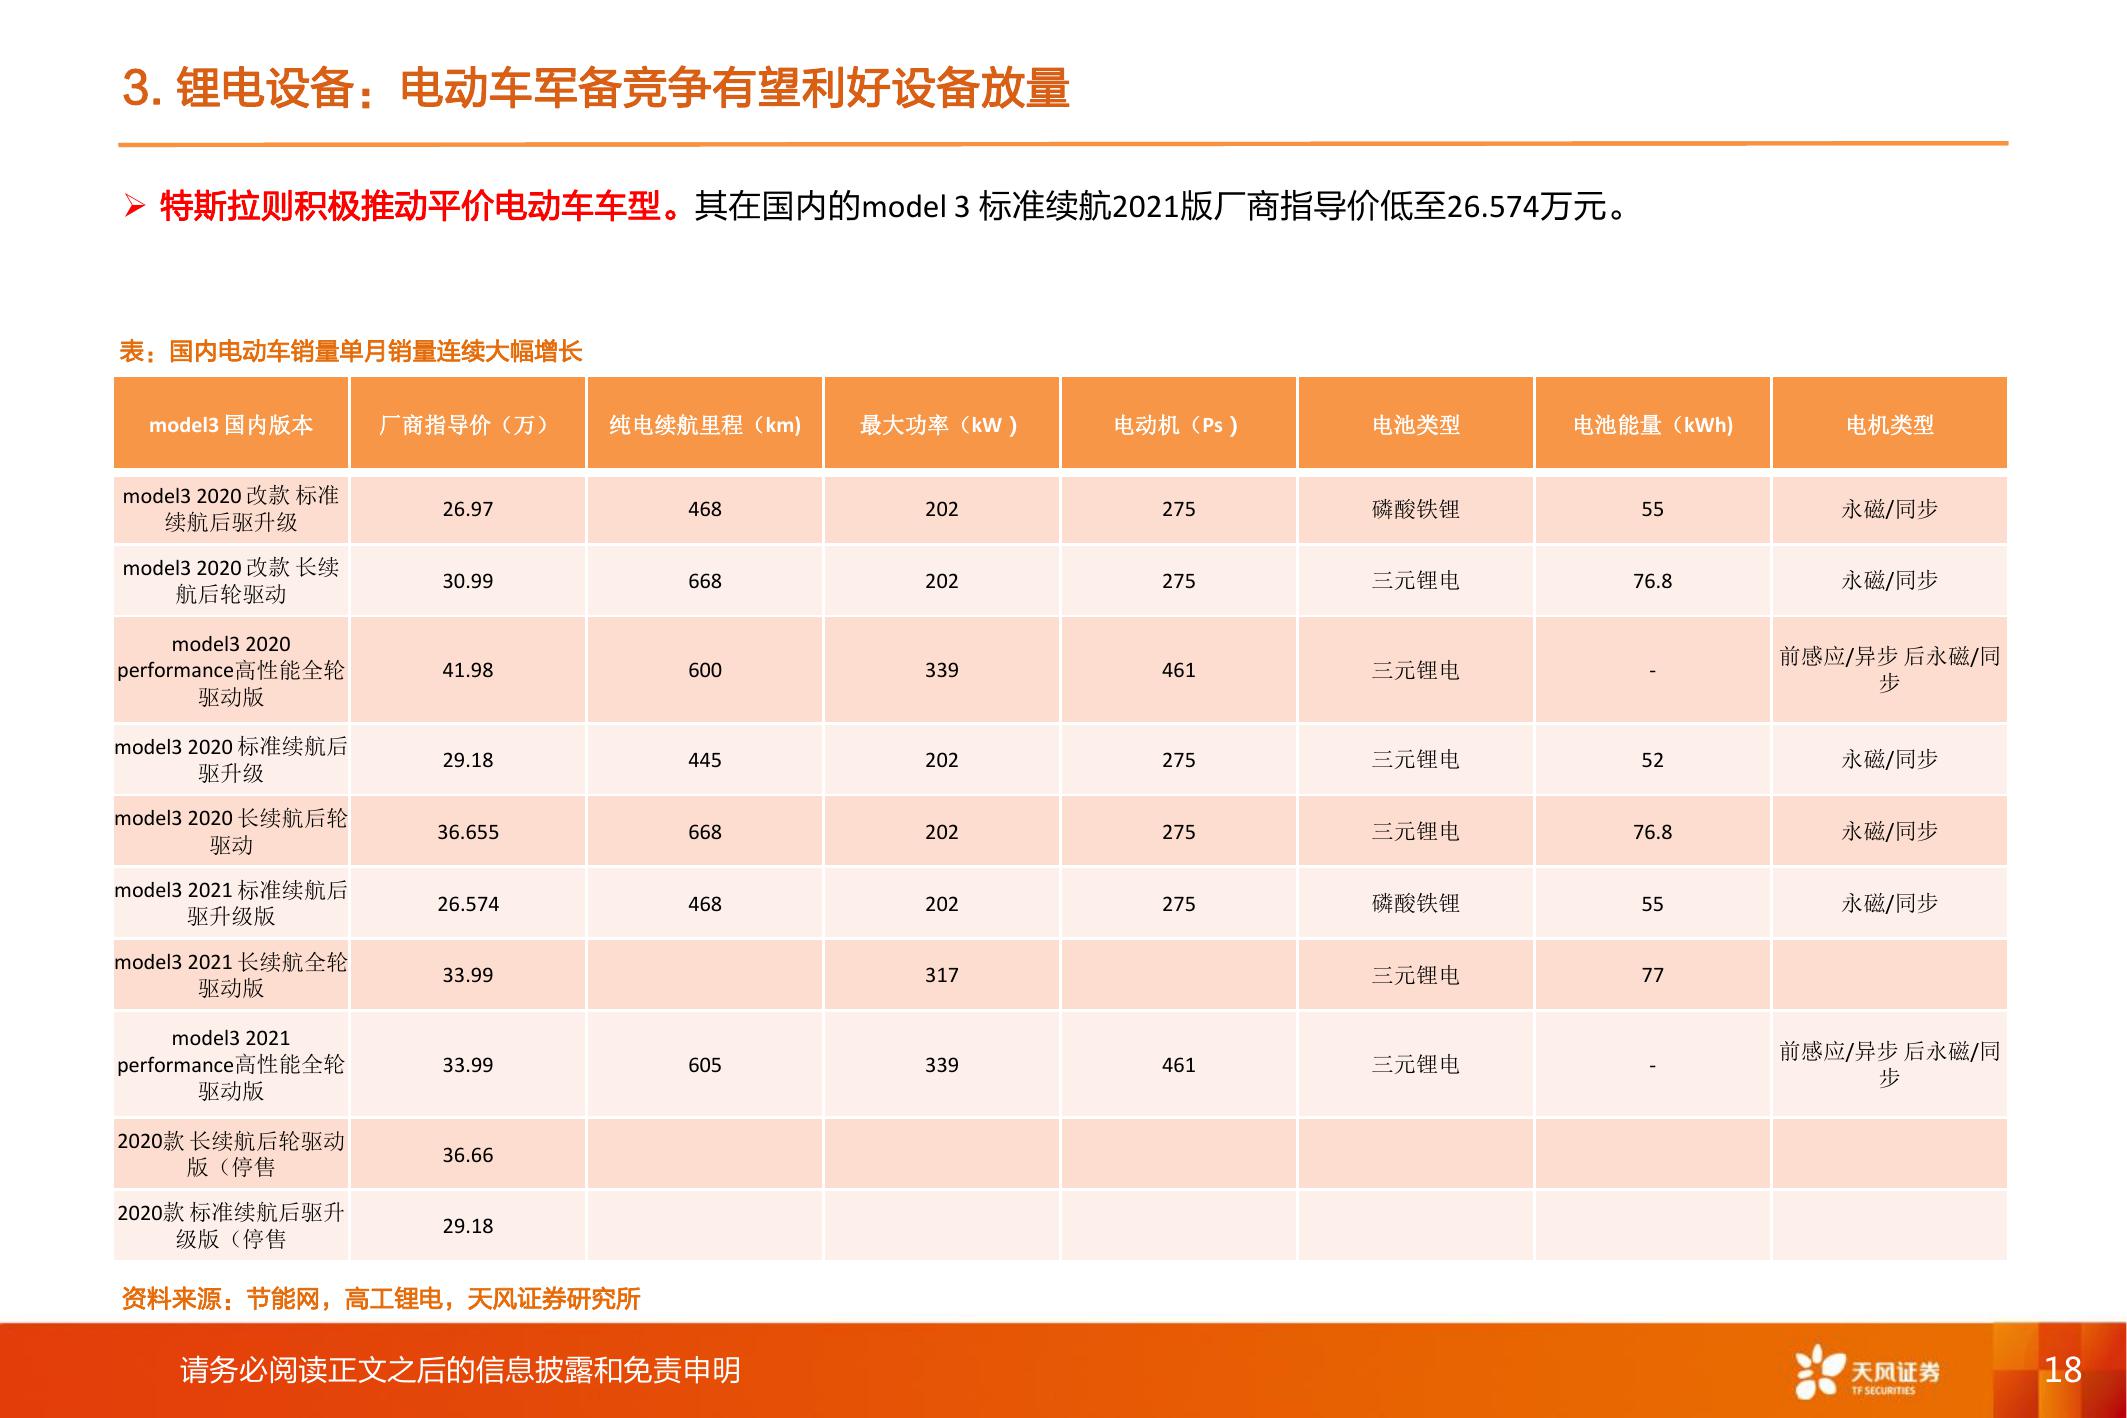 3. 锂电设备：电动车军备竞争有望利好设备放量
➢ 特斯拉则积极推动平价电动车车型。其在国内的model 3 标准续航2021版厂商指导价低至26.574万元。
表：国内电动车销量单月销量连续大幅增长
model3 国内版本 厂商指导价（万） 纯电续航里程（km) 最大功率（kW ) 电动机（Ps ) 电池类型 电池能量（kWh) 电机类型
model3 2020 改款 标准
续航后驱升级 26.97 468 202 275 磷酸铁锂 55 永磁/同步
model3 2020 改款 长续
航后轮驱动 30.99 668 202 275 三元锂电 76.8 永磁/同步
model3 2020
performance高性能全轮
驱动版 41.98 600 339 461 三元锂电 - 前感应/异步 后永磁/同
步
model3 2020 标准续航后
驱升级 29.18 445 202 275 三元锂电 52 永磁/同步
model3 2020 长续航后轮
驱动 36.655 668 202 275 三元锂电 76.8 永磁/同步
model3 2021 标准续航后
驱升级版 26.574 468 202 275 磷酸铁锂 55 永磁/同步
model3 2021 长续航全轮
驱动版 33.99 317 三元锂电 77
model3 2021
performance高性能全轮
驱动版 33.99 605 339 461 三元锂电 - 前感应/异步 后永磁/同
步
2020款 长续航后轮驱动
版（停售 36.66
2020款 标准续航后驱升
级版（停售 29.18
资料来源：节能网，高工锂电，天风证券研究所
请务必阅读正文之后的信息披露和免责申明
天风证券
TF SECURITIES
18